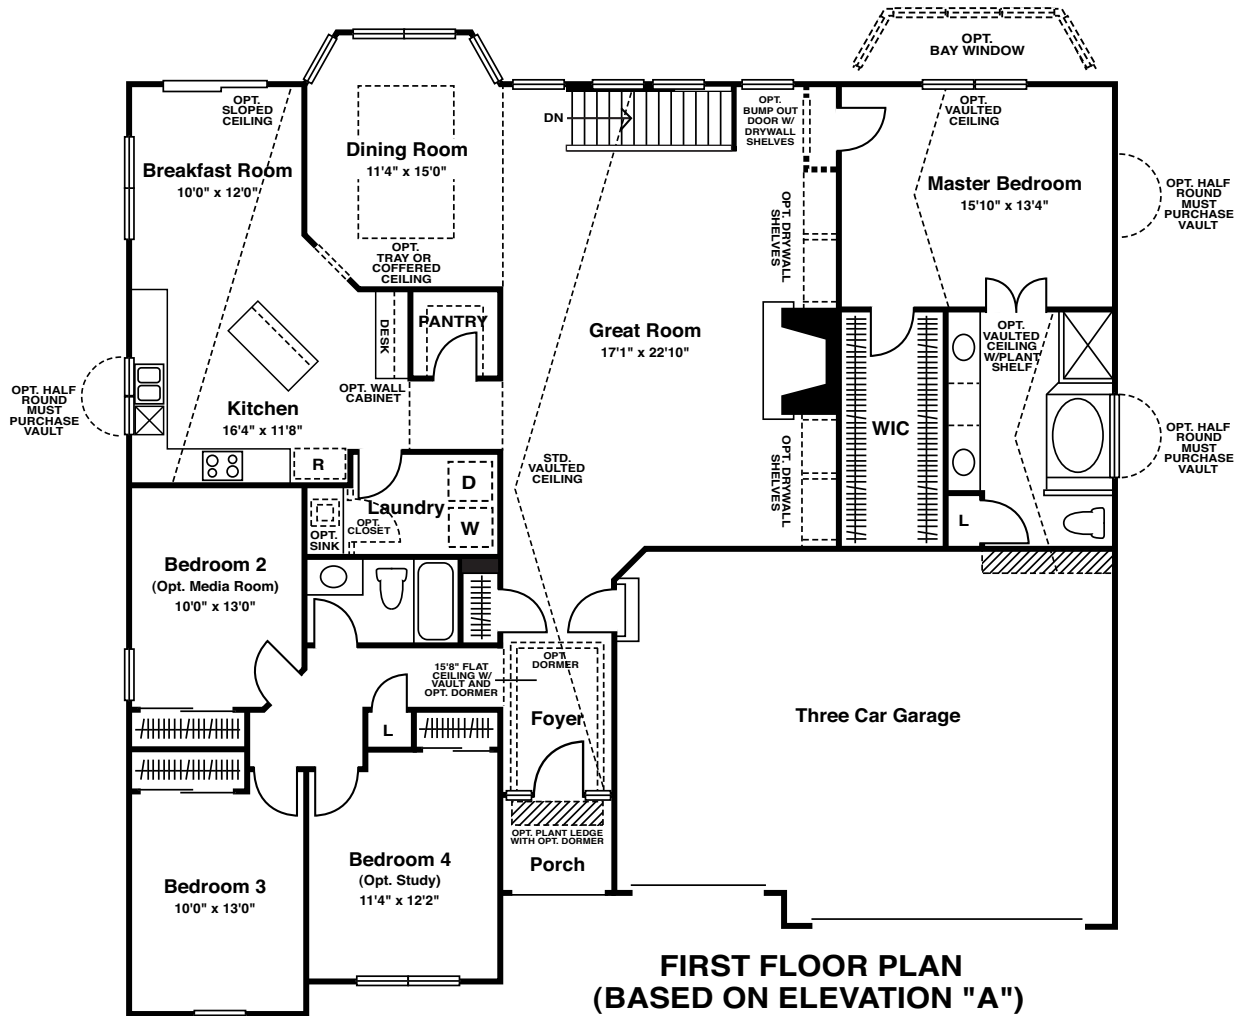 OPT.
BAY WINDOW
OPT.
SLOPED
CEILING
Breakfast Room
10'0" x 12'0"
Dining Room
11'4" x 15'0"
OPT.
TRAY OR
COFFERED
CEILING
DN
OPT.
BUMP OUT
DOOR W/
DRYWALL
SHELVES
OPT.
VAULTED
CEILING
Master Bedroom
15'10" x 13'4"
OPT. HALF
ROUND
MUST
PURCHASE
VAULT
OPT. DRYWALL
SHELVES
DESK
PANTRY
Great Room
17'1" x 22'10"
OPT.
VAULTED
CEILING
W/PLANT
SHELF
OPT. HALF
ROUND
MUST
PURCHASE
VAULT
OPT. WALL
CABINET
Kitchen
16'4" x 11'8"
R
WIC
OPT. HALF
ROUND
MUST
PURCHASE
VAULT
STD.
VAULTED
CEILING
OPT. DRYWALL
SHELVES
D
W
Laundry
OPT.
CLOSET
OPT.
SINK
L
Bedroom 2
(Opt. Media Room)
10'0" x 13'0"
15'8" FLAT
CEILING W/
VAULT AND
OPT. DORMER
OPT.
DORMER
Foyer
L
Three Car Garage
OPT. PLANT LEDGE
WITH OPT. DORMER
Porch
Bedroom 3
10'0" x 13'0"
Bedroom 4
(Opt. Study)
11'4" x 12'2"
FIRST FLOOR PLAN
(BASED ON ELEVATION "A")